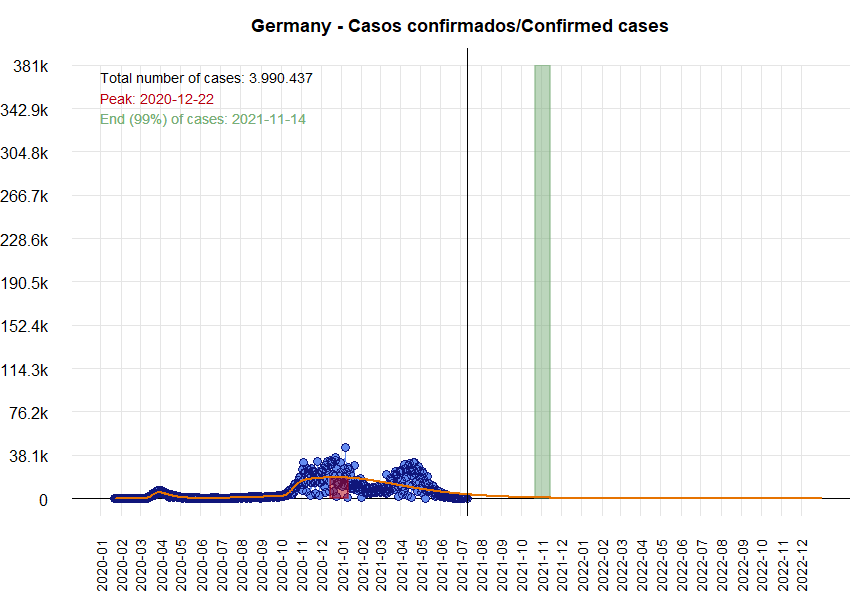 Germany - Casos confirmados/Confirmed cases
381k
Total number of cases: 3.990.437
Peak: 2020-12-22
End (99%) of cases: 2021-11-14
342.9k
304.8k
266.7k
228.6k
190.5k
152.4k
114.3k
76.2k
38.1k
0
2020-01
2020-02
2020-03
2020-04
2020-05
2020-06
2020-07
2020-08
2020-09
2020-10
2020-11
2020-12
2021-01
2021-02
2021-03
2021-04
2021-05
2021-06
2021-07
2021-08
2021-09
2021-10
2021-11
2021-12
2022-01
2022-02
2022-03
2022-04
2022-05
2022-06
2022-07
2022-08
2022-09
2022-10
2022-11
2022-12